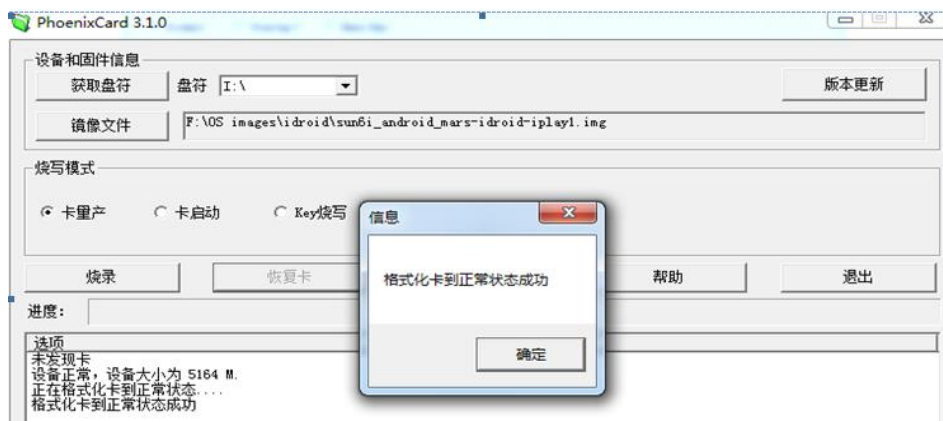 PhoenixCard 3.1.0
设备和固件信息
获取盘符 盘符 I:\ 版本更新
镜像文件 F:\OS images\idroid\sun6i_android_mars-idroid-iplay1.img
烧写模式
卡量产 卡启动 Key烧写
信息
格式化卡到正常状态成功
确定
烧录 恢复卡 帮助 退出
进度：
选项
未发现卡
设备正常，设备大小为 5164 M.
正在格式化卡到正常状态....
格式化卡到正常状态成功